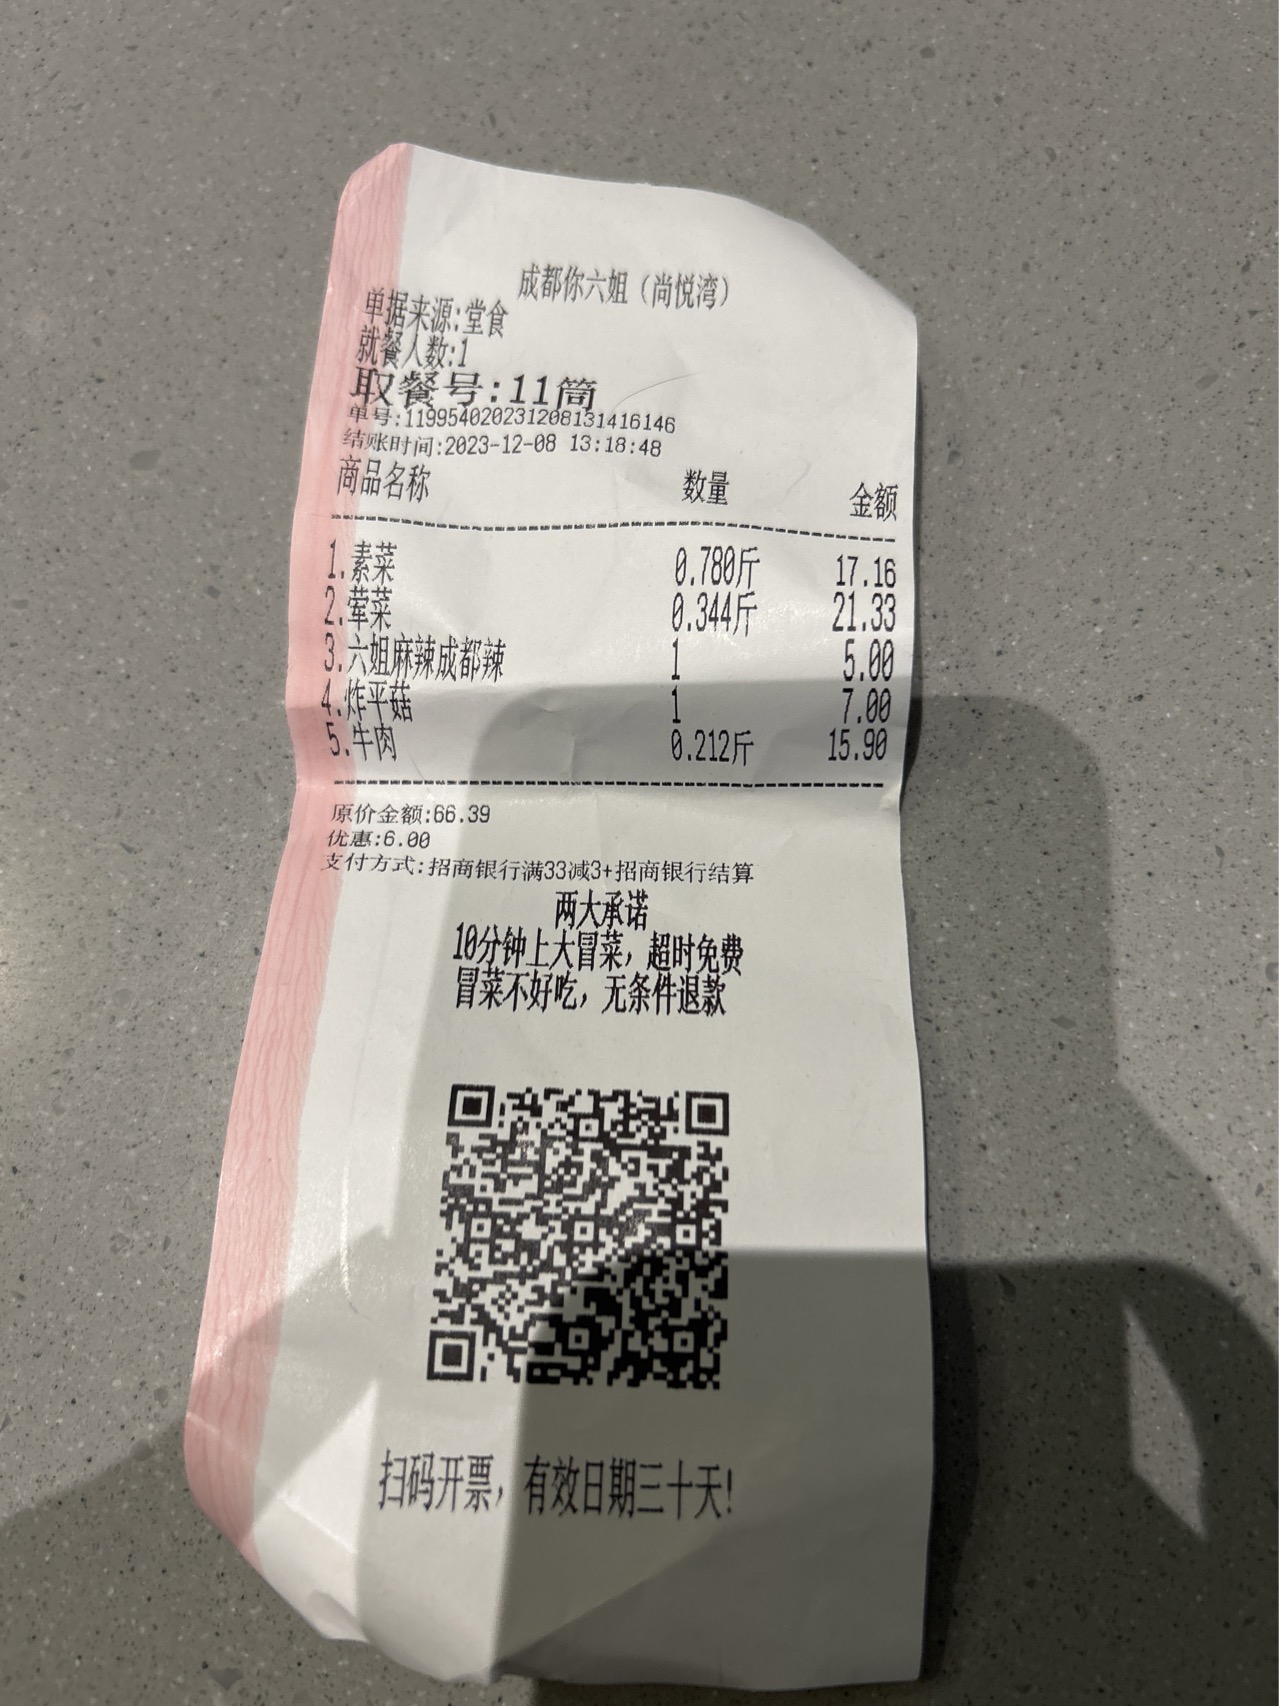 成都你六姐（尚悦湾）
单据来源:堂食
就餐人数:1
取餐号:11筒
单号:119954020231208131416146
结账时间:2023-12-08 13:18:48
商品名称 数量 金额
1.素菜 0.780斤 17.16
2.荤菜 0.344斤 21.33
3.六姐麻辣成都辣 1 5.00
4.炸平菇 1 7.00
5.牛肉 0.212斤 15.90
原价金额:66.39
优惠:6.00
支付方式:招商银行满33减3+招商银行结算
两大承诺
10分钟上大冒菜，超时免费
冒菜不好吃，无条件退款
扫码开票，有效日期三十天!